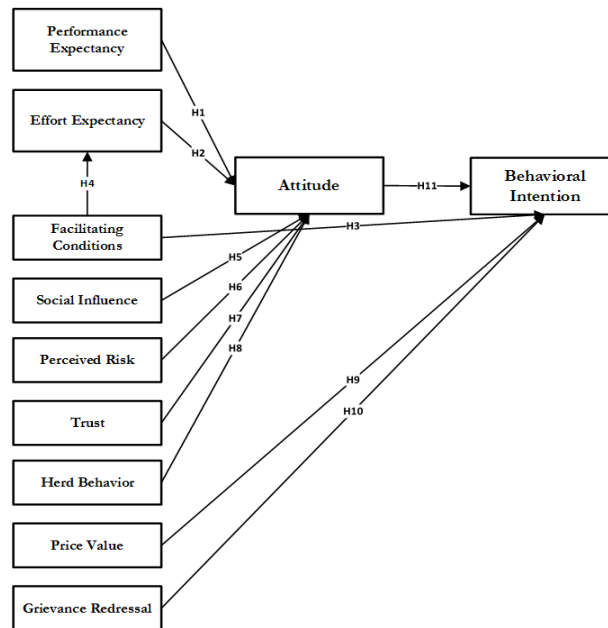 Performance
Expectancy
H1
Effort Expectancy
H2
Attitude
H11
Behavioral
Intention
H4
Facilitating
Conditions
H3
H5
Social Influence
H6
Perceived Risk
H7
H8
Trust
H9
H10
Herd Behavior
Price Value
Grievance Redressal